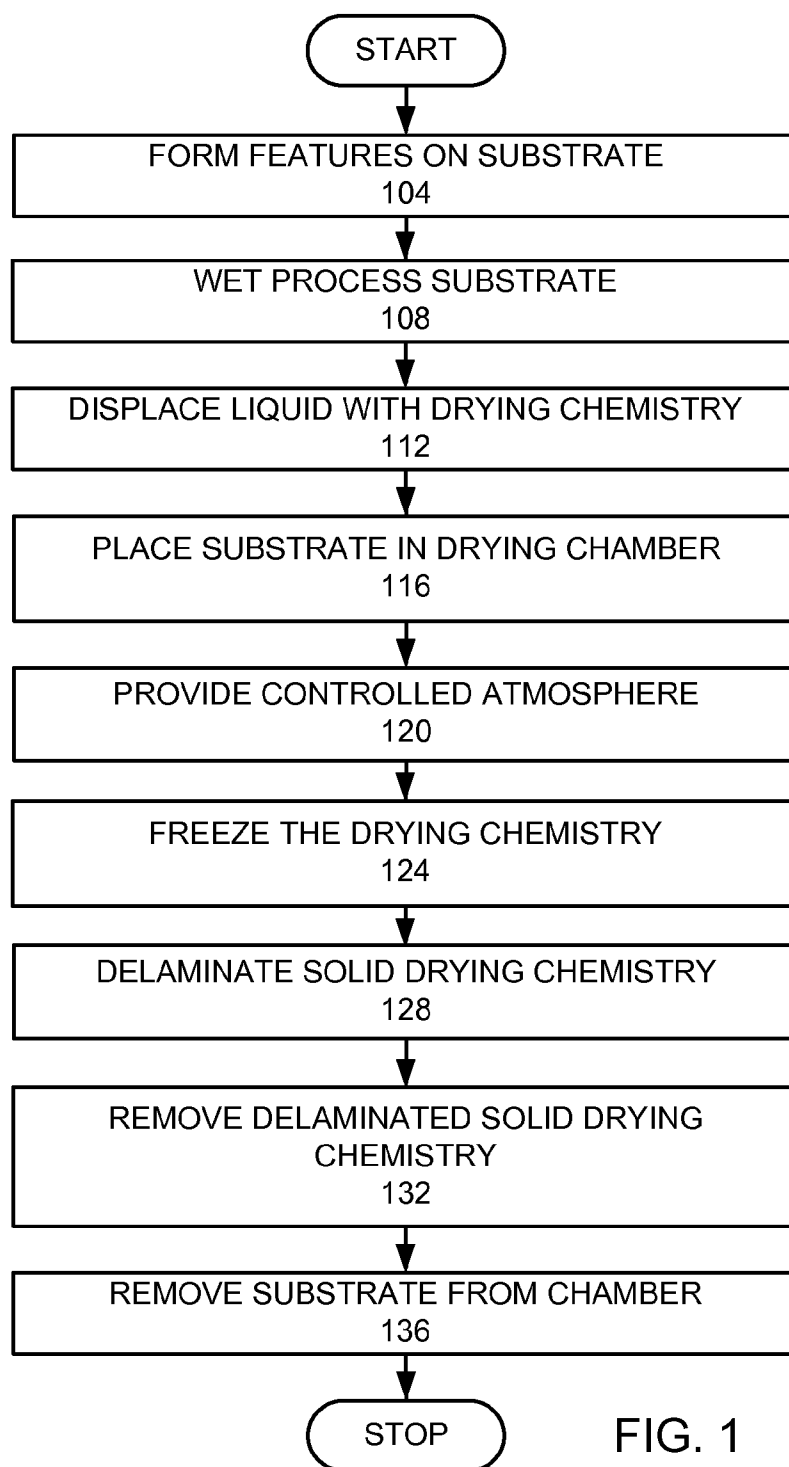 START
FORM FEATURES ON SUBSTRATE
104
WET PROCESS SUBSTRATE
108
DISPLACE LIQUID WITH DRYING CHEMISTRY
112
PLACE SUBSTRATE IN DRYING CHAMBER
116
PROVIDE CONTROLLED ATMOSPHERE
120
FREEZE THE DRYING CHEMISTRY
124
DELAMINATE SOLID DRYING CHEMISTRY
128
REMOVE DELAMINATED SOLID DRYING
CHEMISTRY
132
REMOVE SUBSTRATE FROM CHAMBER
136
STOP
FIG. 1